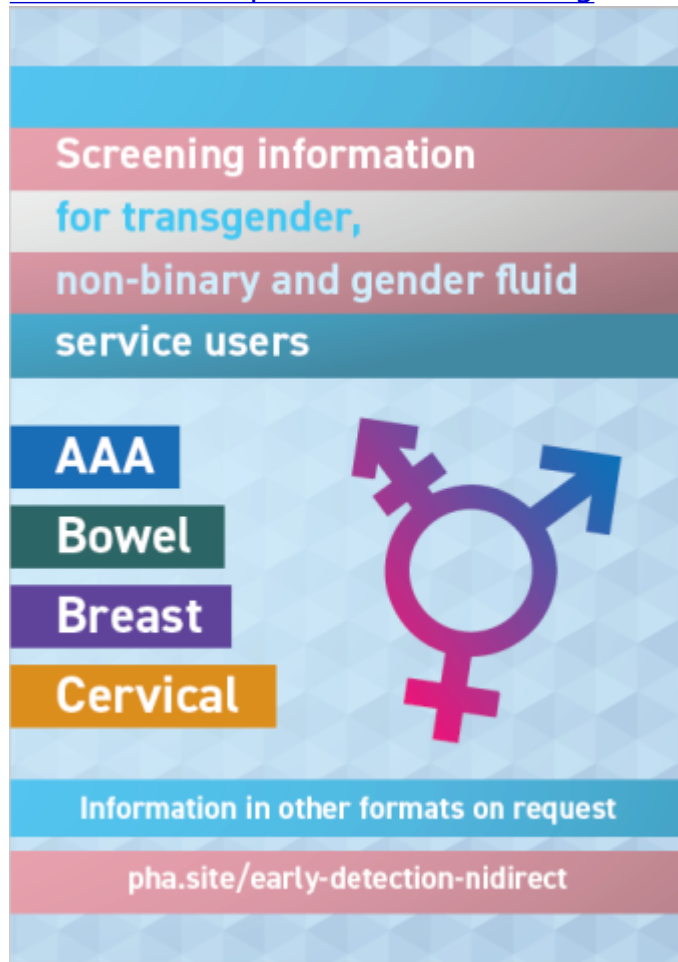 Screening information
for transgender,
non-binary and gender fluid
service users
AAA
Bowel
Breast
Cervical
Information in other formats on request
pha.site/early-detection-nidirect